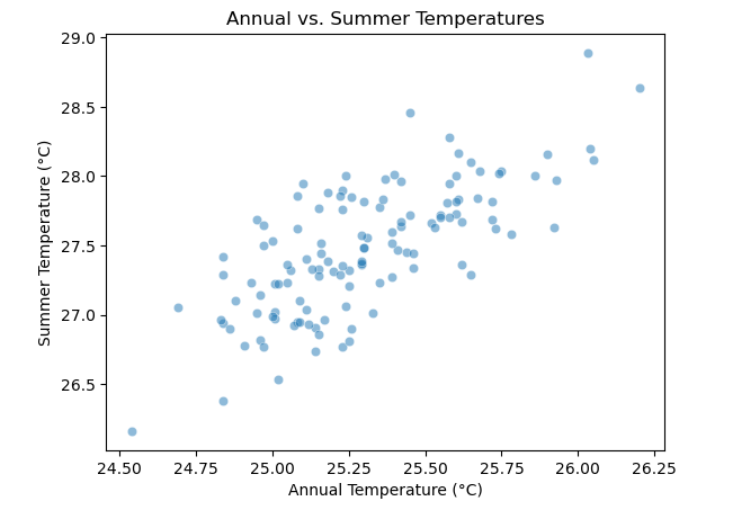 Annual vs. Summer Temperatures
29.0
28.5
28.0
27.5
27.0
26.5
Summer Temperature (°C)
24.50 24.75 25.00 25.25 25.50 25.75 26.00 26.25
Annual Temperature (°C)